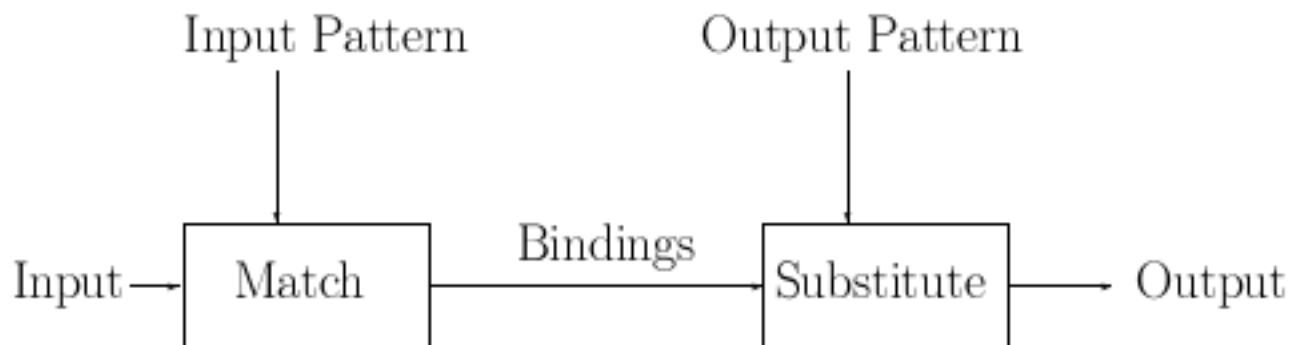 Input Pattern
Output Pattern
Bindings
Input
Match
Substitute
Output